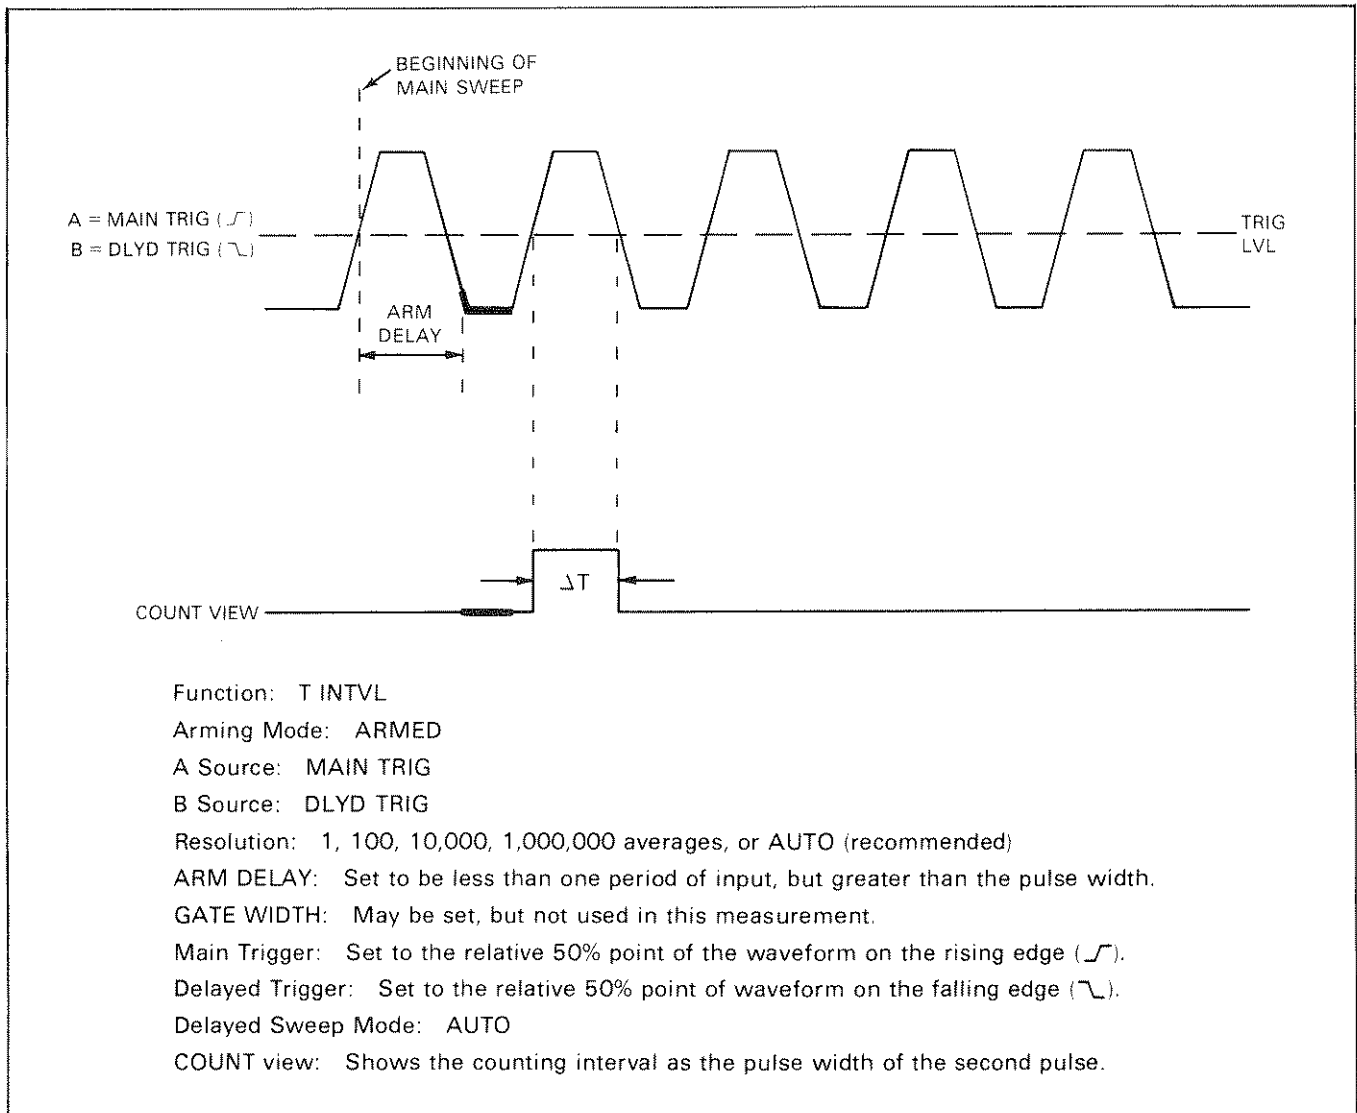 BEGINNING OF
MAIN SWEEP
A = MAIN TRIG ( )
B = DLYD TRIG ( )
TRIG
LVL
ARM
DELAY
ΔT
COUNT VIEW
Function: T INTVL
Arming Mode: ARMED
A Source: MAIN TRIG
B Source: DLYD TRIG
Resolution: 1, 100, 10,000, 1,000,000 averages, or AUTO (recommended)
ARM DELAY: Set to be less than one period of input, but greater than the pulse width.
GATE WIDTH: May be set, but not used in this measurement.
Main Trigger: Set to the relative 50% point of the waveform on the rising edge ( ).
Delayed Trigger: Set to the relative 50% point of waveform on the falling edge ( ).
Delayed Sweep Mode: AUTO
COUNT view: Shows the counting interval as the pulse width of the second pulse.